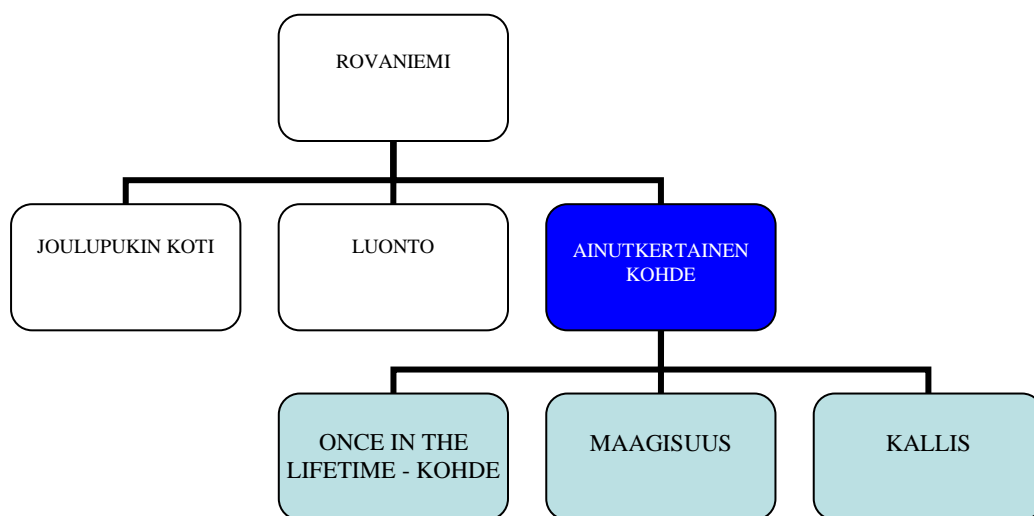 ROVANIEMI
JOULUPUKIN KOTI
LUONTO
AINUTKERTAINEN
KOHDE
ONCE IN THE
LIFETIME - KOHDE
MAAGISUUS
KALLIS